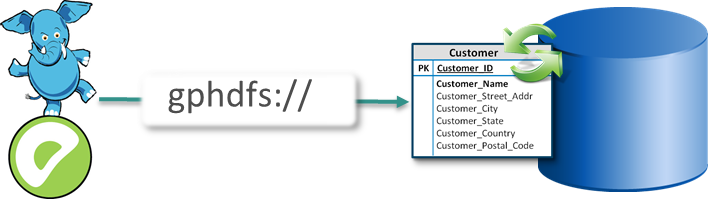 gphdfs://
Customer
PK Customer_ID
Customer_Name
Customer_Street_Addr
Customer_City
Customer_State
Customer_Country
Customer_Postal_Code